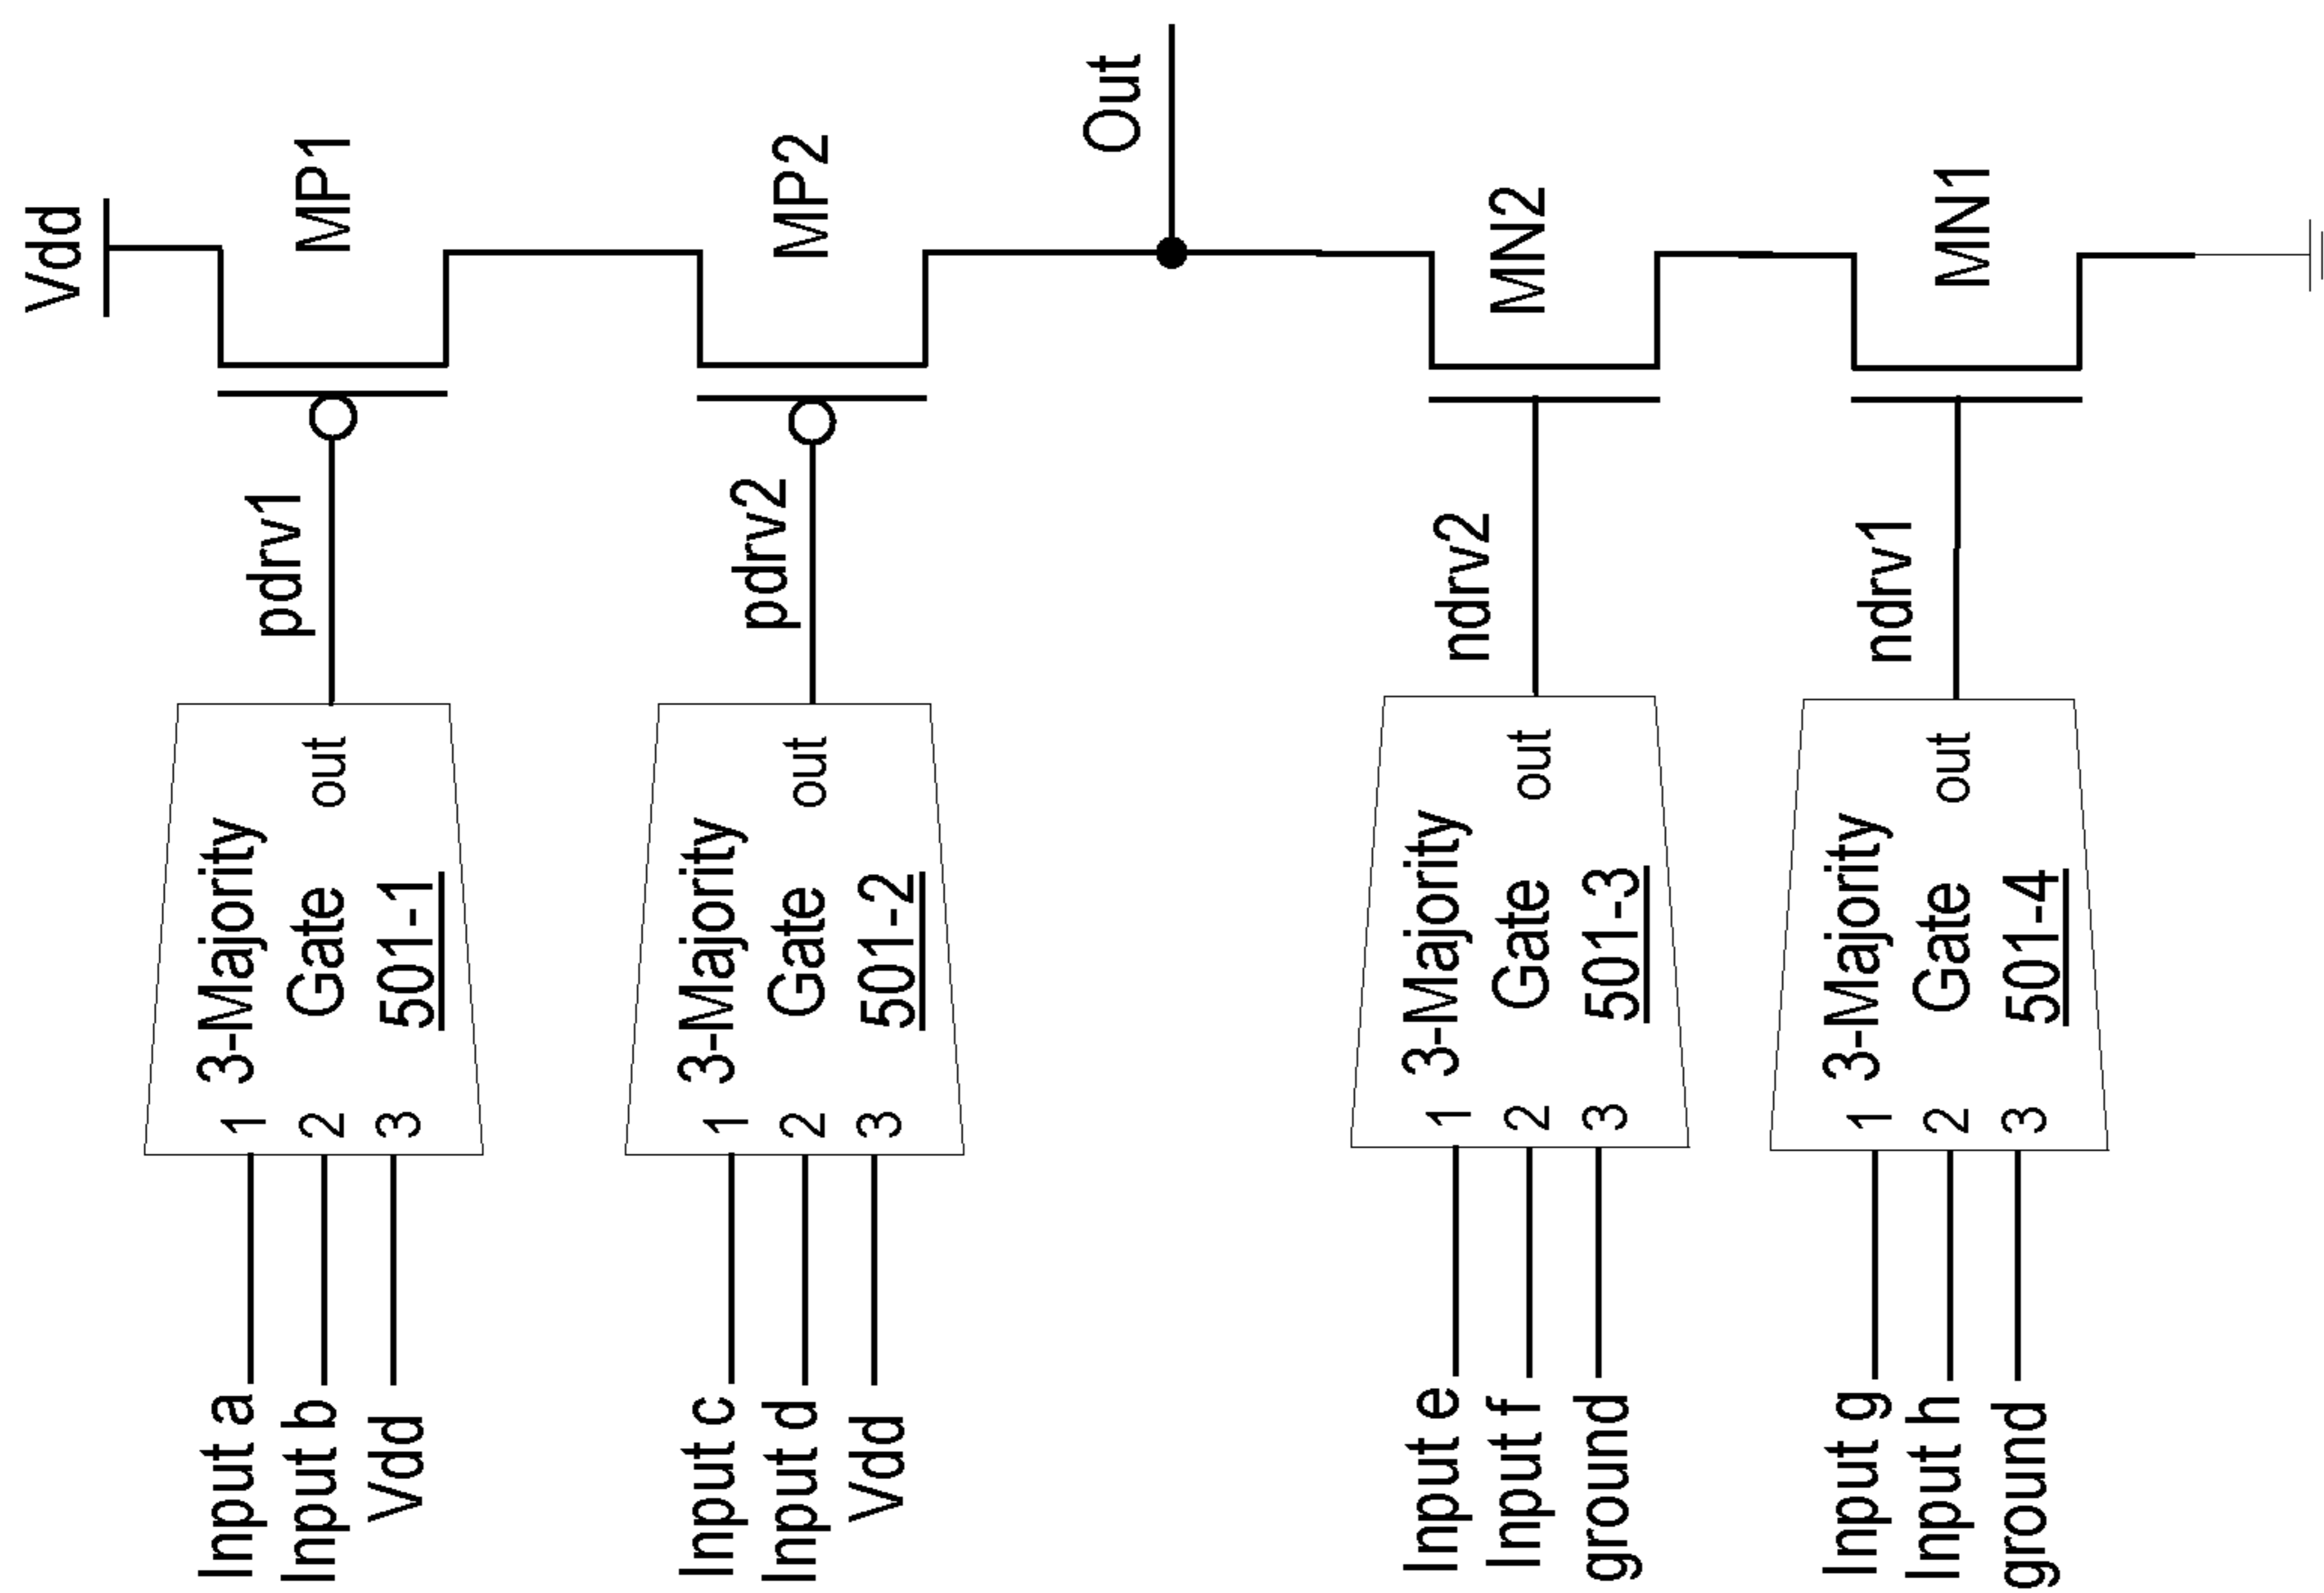 Vdd
MP1
pdrv1
3-Majority
Gate
501-1
1
2
3
out
Input a
Input b
Vdd
MP2
pdrv2
3-Majority
Gate
501-2
1
2
3
out
Input c
Input d
Vdd
Out
MN2
ndrv2
3-Majority
Gate
501-3
1
2
3
out
Input e
Input f
ground
MN1
ndrv1
3-Majority
Gate
501-4
1
2
3
out
Input g
Input h
ground